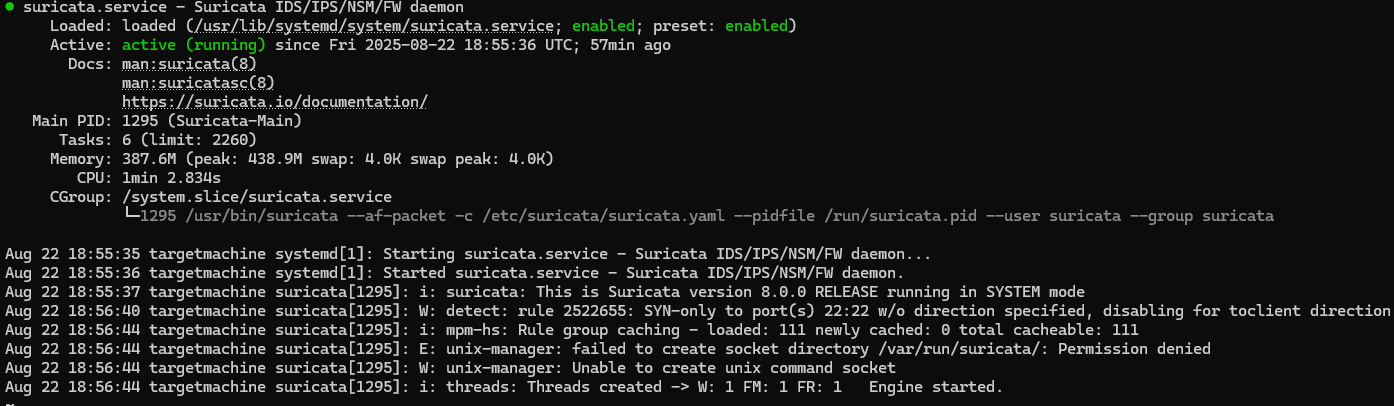 ● suricata.service - Suricata IDS/IPS/NSM/FW daemon
Loaded: loaded (/usr/lib/systemd/system/suricata.service; enabled; preset: enabled)
Active: active (running) since Fri 2025-08-22 18:55:36 UTC; 57min ago
Docs: man:suricata(8)
man:suricatasc(8)
https://suricata.io/documentation/
Main PID: 1295 (Suricata-Main)
Tasks: 6 (limit: 2260)
Memory: 387.6M (peak: 438.9M swap: 4.0K swap peak: 4.0K)
CPU: 1min 2.834s
CGroup: /system.slice/suricata.service
└─1295 /usr/bin/suricata --af-packet -c /etc/suricata/suricata.yaml --pidfile /run/suricata.pid --user suricata --group suricata
Aug 22 18:55:35 targetmachine systemd[1]: Starting suricata.service - Suricata IDS/IPS/NSM/FW daemon...
Aug 22 18:55:36 targetmachine systemd[1]: Started suricata.service - Suricata IDS/IPS/NSM/FW daemon.
Aug 22 18:55:37 targetmachine suricata[1295]: i: suricata: This is Suricata version 8.0.0 RELEASE running in SYSTEM mode
Aug 22 18:56:40 targetmachine suricata[1295]: W: detect: rule 2522655: SYN-only to port(s) 22:22 w/o direction specified, disabling for toclient direction
Aug 22 18:56:44 targetmachine suricata[1295]: i: mpm-hs: Rule group caching - loaded: 111 newly cached: 0 total cacheable: 111
Aug 22 18:56:44 targetmachine suricata[1295]: E: unix-manager: failed to create socket directory /var/run/suricata/: Permission denied
Aug 22 18:56:44 targetmachine suricata[1295]: W: unix-manager: Unable to create unix command socket
Aug 22 18:56:44 targetmachine suricata[1295]: i: threads: Threads created -> W: 1 FM: 1 FR: 1 Engine started.
~